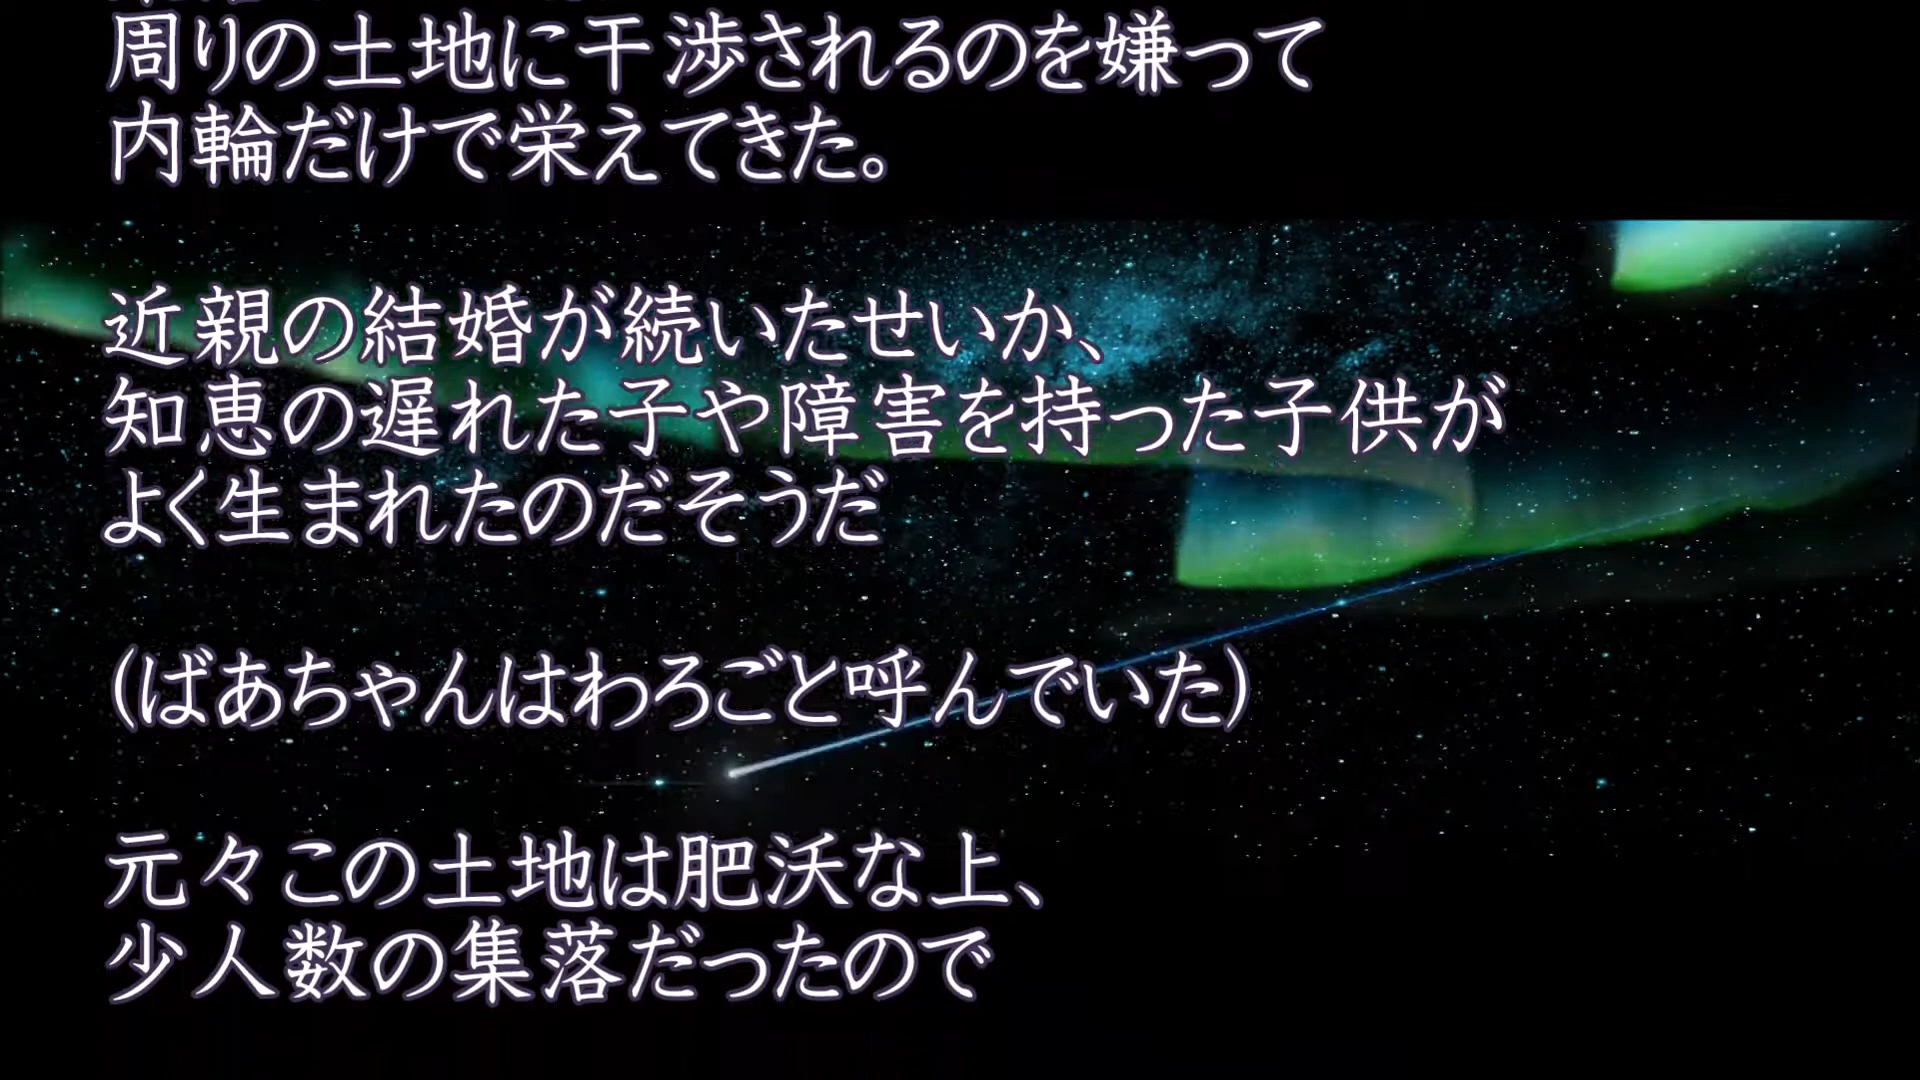 周りの土地に干渉されるのを嫌って
内輪だけで栄えてきた。
近親の結婚が続いたせいか、
知恵の遅れた子や障害を持った子供が
よく生まれたのだそうだ
(ばあちゃんはわろごと呼んでいた)
元々この土地は肥沃な上、
少人数の集落だったので